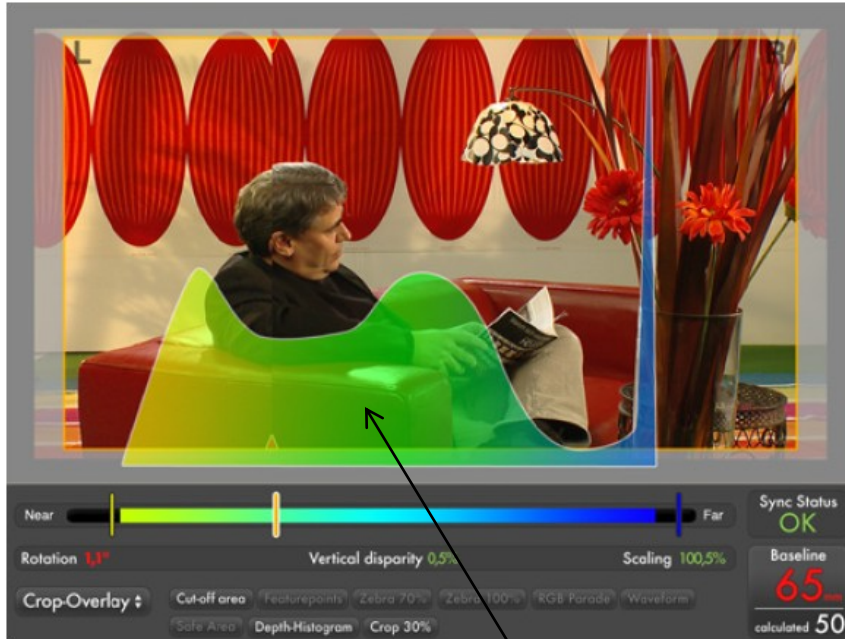 L R
Near Far
Sync Status
OK
Rotation 1,1° Vertical disparity 0,5% Scaling 100,5%
Baseline
65mm
calculated 50
Crop-Overlay Cut-off area Featurepoints Zebra 70% Zebra 100% RGB Parade Waveform
Safe Area Depth-Histogram Crop 30%